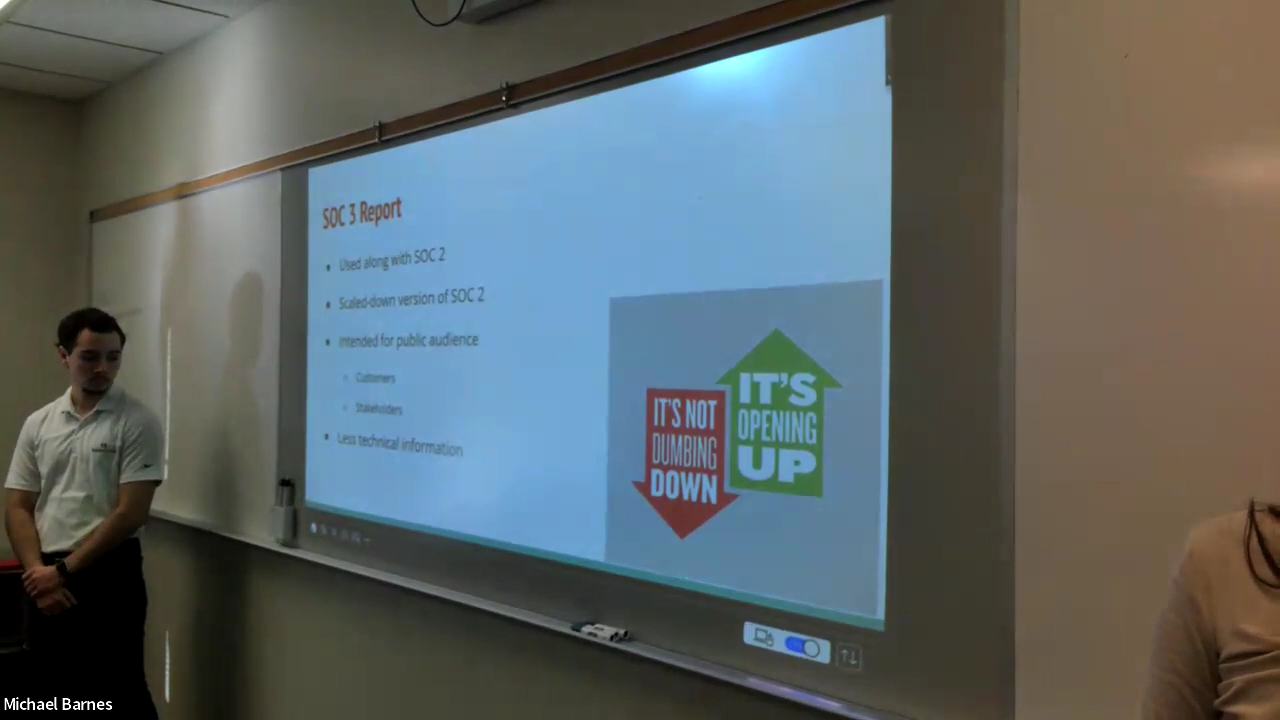 SOC 3 Report
Used along with SOC 2
Scaled-down version of SOC 2
Intended for public audience
Customers
Stakeholders
Less technical information
IT'S NOT
DUMBING
DOWN
IT'S
OPENING
UP
Michael Barnes